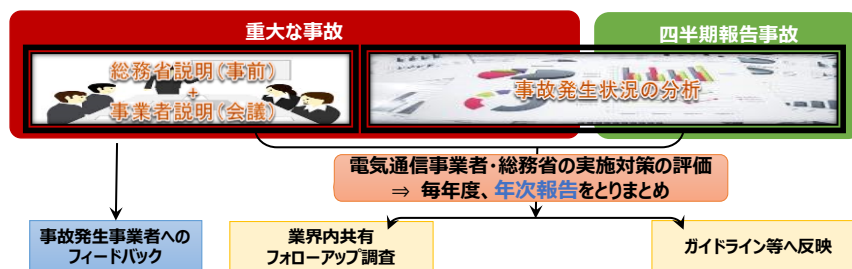 重大な事故
四半期報告事故
総務省説明(事前)
+
事業者説明(会議)
事故発生状況の分析
電気通信事業者・総務省の実施対策の評価
⇒ 毎年度、年次報告をとりまとめ
事故発生事業者への
フィードバック
業界内共有
フォローアップ調査
ガイドライン等へ反映